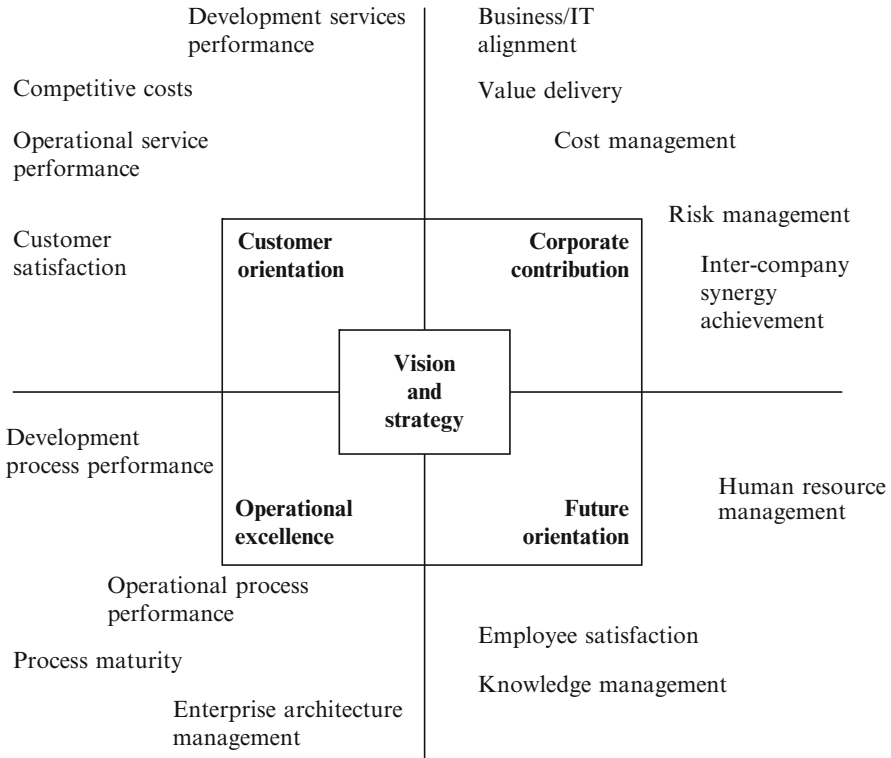 Development services
performance
Competitive costs
Operational service
performance
Customer
satisfaction
Customer
orientation
Business/IT
alignment
Value delivery
Cost management
Risk management
Inter-company
synergy
achievement
Corporate
contribution
Vision
and
strategy
Development
process performance
Operational
excellence
Operational process
performance
Process maturity
Enterprise architecture
management
Future
orientation
Human resource
management
Employee satisfaction
Knowledge management